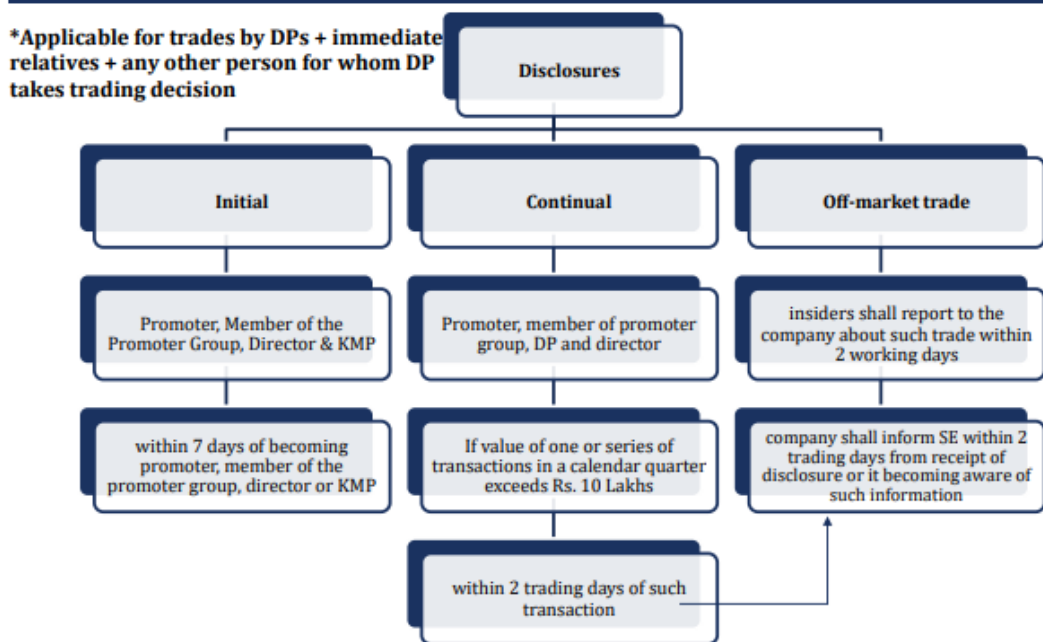 *Applicable for trades by DPs + immediate
relatives + any other person for whom DP
takes trading decision
Disclosures
Initial
Promoter, Member of the
Promoter Group, Director & KMP
within 7 days of becoming
promoter, member of the
promoter group, director or KMP
Continual
Promoter, member of promoter
group, DP and director
If value of one or series of
transactions in a calendar quarter
exceeds Rs. 10 Lakhs
within 2 trading days of such
transaction
Off-market trade
insiders shall report to the
company about such trade within
2 working days
company shall inform SE within 2
trading days from receipt of
disclosure or it becoming aware of
such information